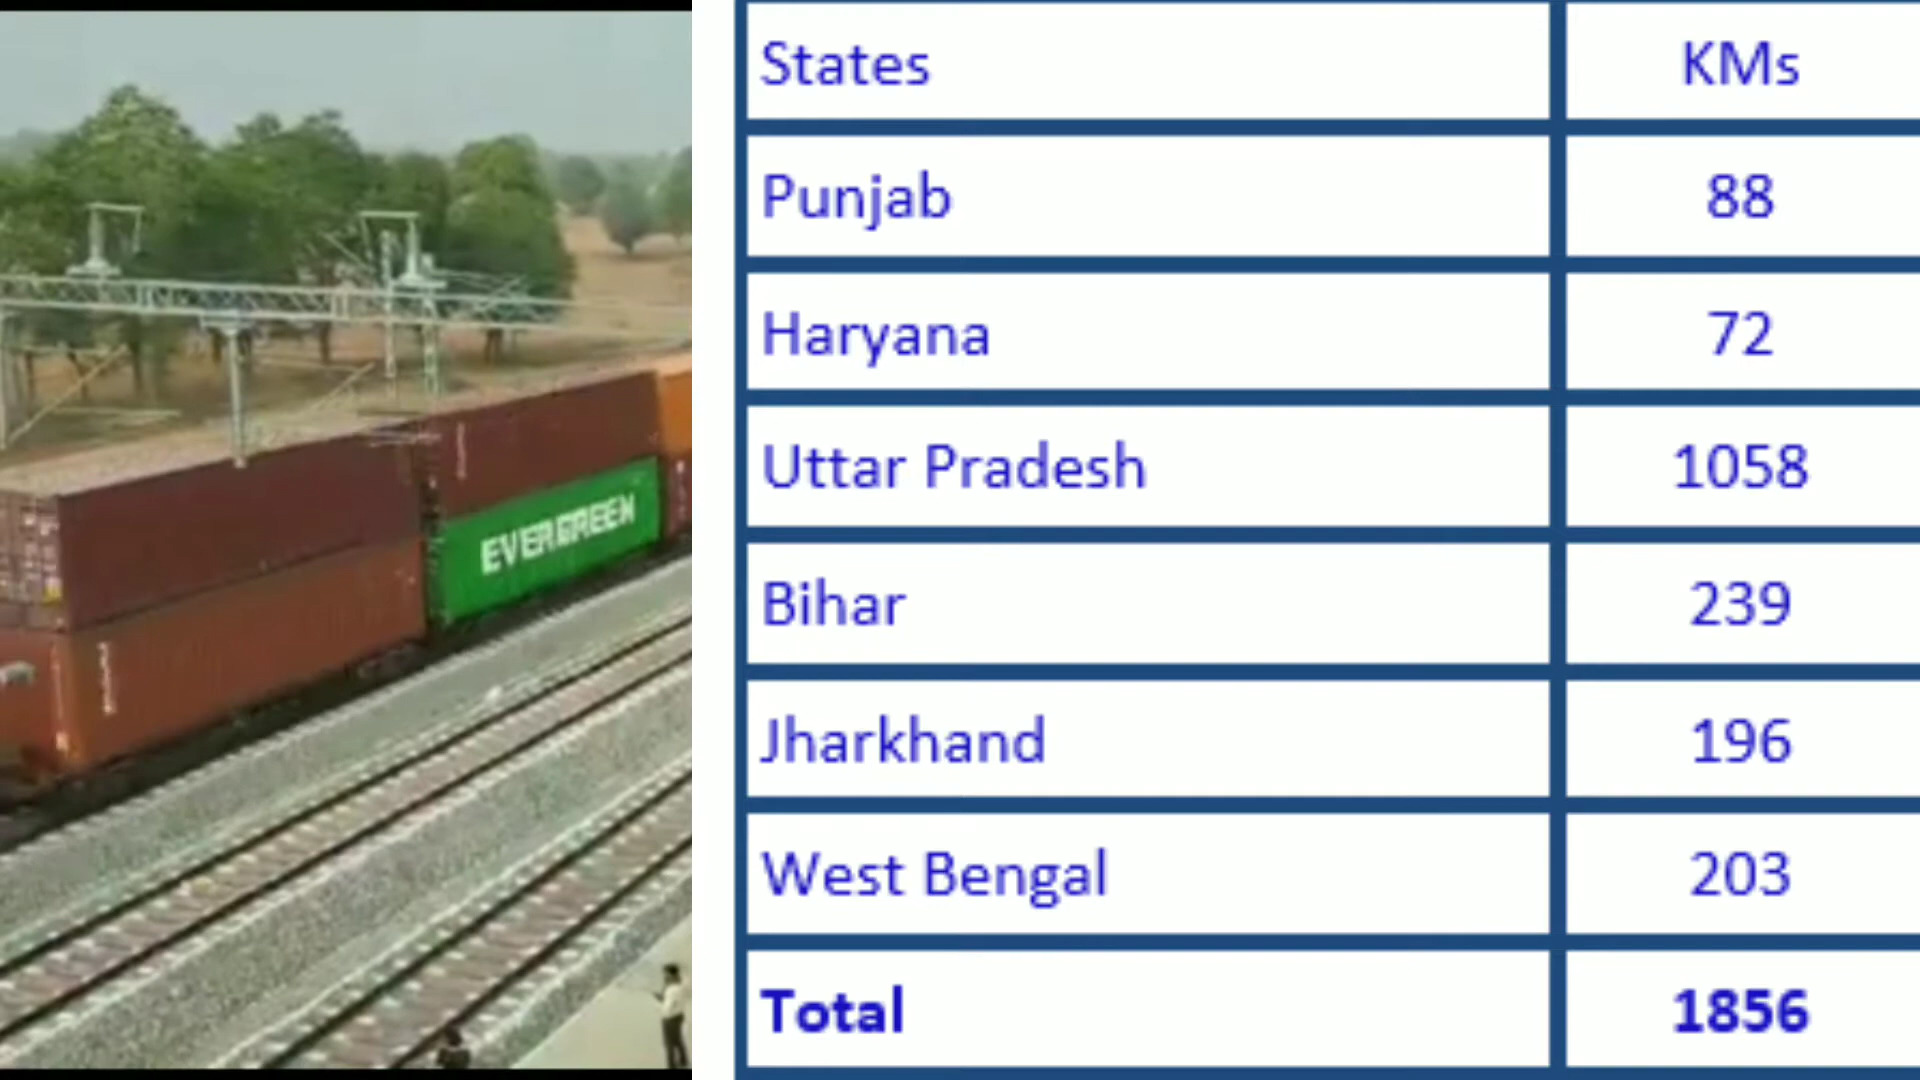 EVERGREEN
States KMs
Punjab 88
Haryana 72
Uttar Pradesh 1058
Bihar 239
Jharkhand 196
West Bengal 203
Total 1856